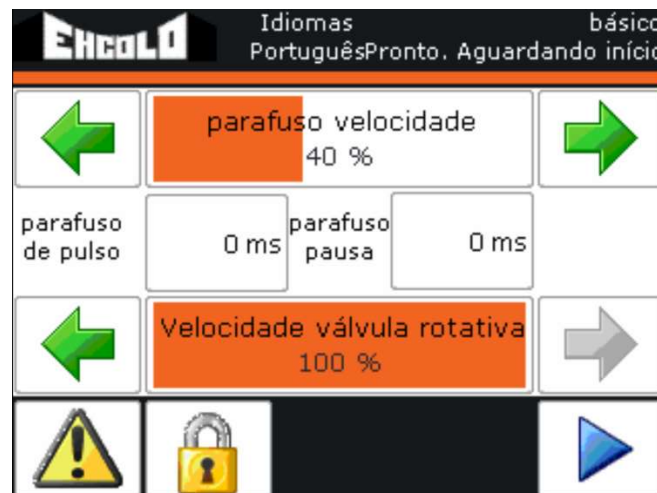 EHCOLO
Idiomas básico
PortuguêsPronto. Aguardando início
parafuso velocidade
40 %
parafuso de pulso
0 ms
parafuso pausa
0 ms
Velocidade válvula rotativa
100 %